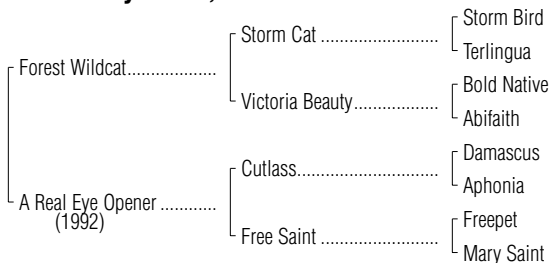 Storm Bird
Storm Cat........................
Terlingua
Forest Wildcat...................
Bold Native
Victoria Beauty.................
Abifaith
Damascus
Cutlass............................
Aphonia
A Real Eye Opener ............
(1992)
Freepet
Free Saint ........................
Mary Saint